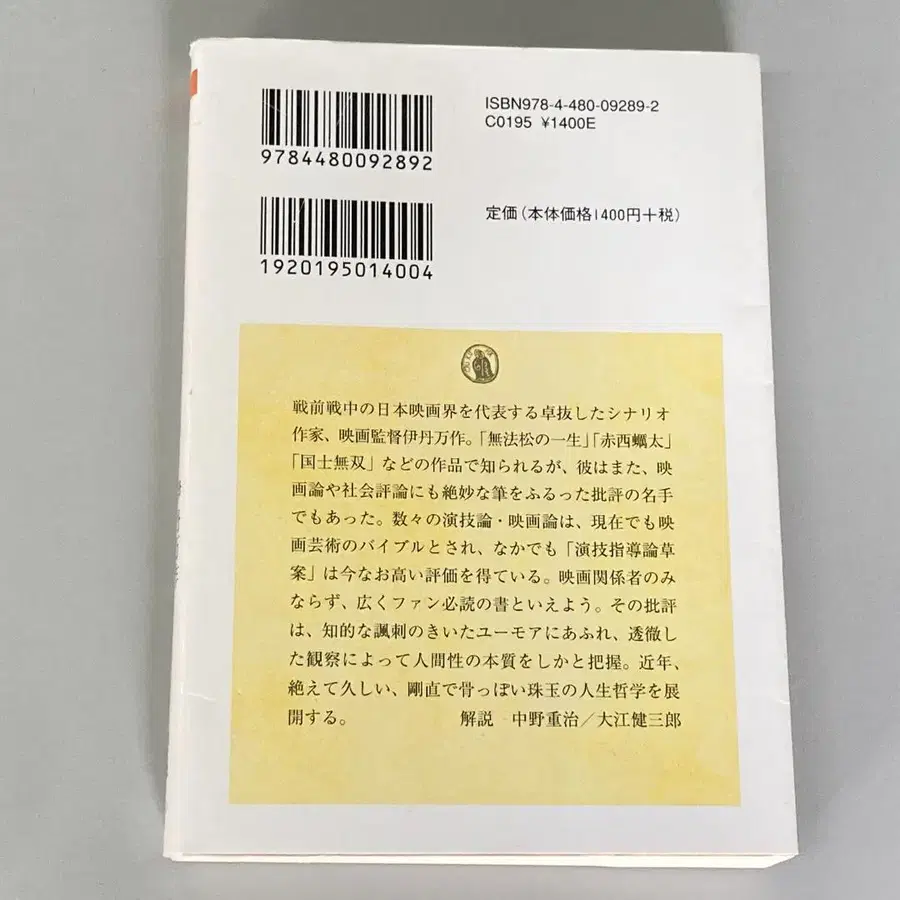 9784480092892
ISBN978-4-480-09289-2
C0195 ¥1400E
1920195014004
定価(本体価格1400円+税)
戦前戦中の日本映画界を代表する卓抜したシナリオ
作家、映画監督伊丹万作。「無法松の一生」「赤西蠣太」
「国士無双」などの作品で知られるが、彼はまた、映
画論や社会評論にも絶妙な筆をふるった批評の名手
でもあった。数々の演技論・映画論は、現在でも映
画芸術のバイブルとされ、なかでも「演技指導論草
案」は今なお高い評価を得ている。映画関係者のみ
ならず、広くファン必読の書といえよう。その批評
は、知的な諷刺のきいたユーモアにあふれ、透徹し
た観察によって人間性の本質をしかと把握。近年、
絶えて久しい、剛直で骨っぽい珠玉の人生哲学を展
開する。 解説 中野重治/大江健三郎